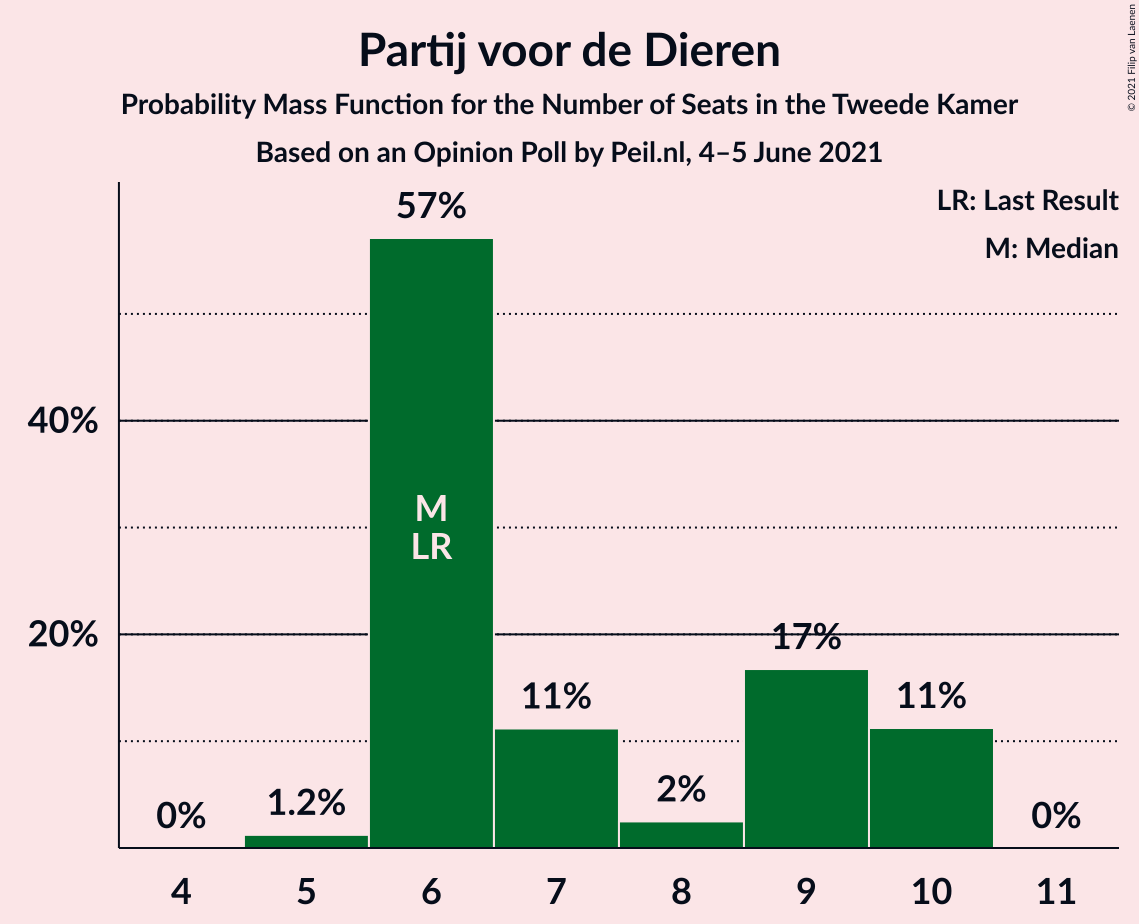 Partij voor de Dieren
Probability Mass Function for the Number of Seats in the Tweede Kamer
Based on an Opinion Poll by Peil.nl, 4–5 June 2021
© 2021 Filip van Laenen
LR: Last Result
M: Median
57%
40%
M
LR
20%
17%
11%
11%
2%
1.2%
0%
0%
4 5 6 7 8 9 10 11